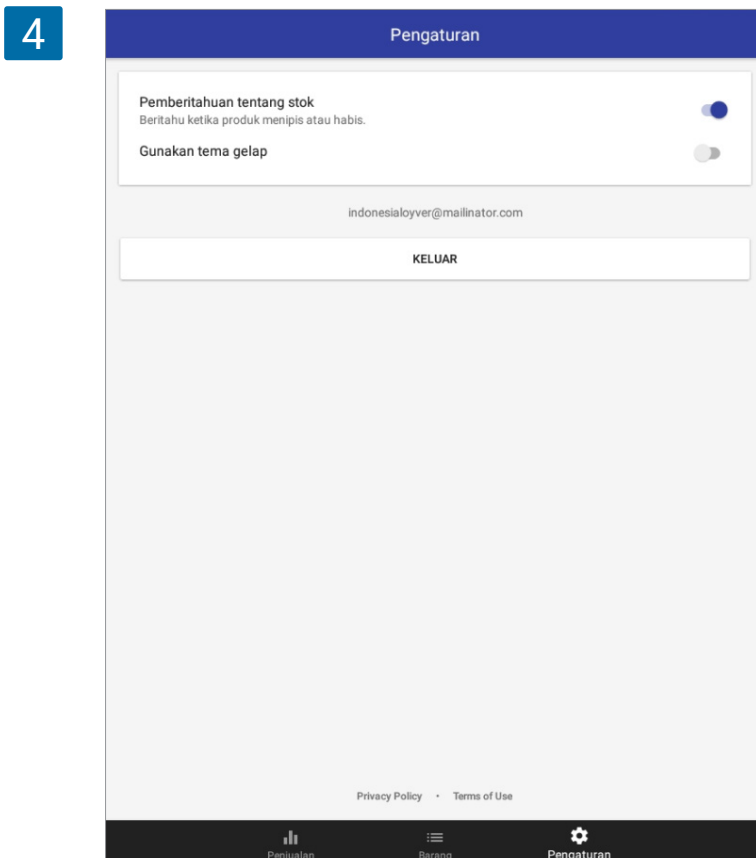 4
Pengaturan
Pemberitahuan tentang stok
Beritahu ketika produk menipis atau habis.
Gunakan tema gelap
indonesialoyver@mailinator.com
KELUAR
Privacy Policy • Terms of Use
Penjualan Barang Pengaturan